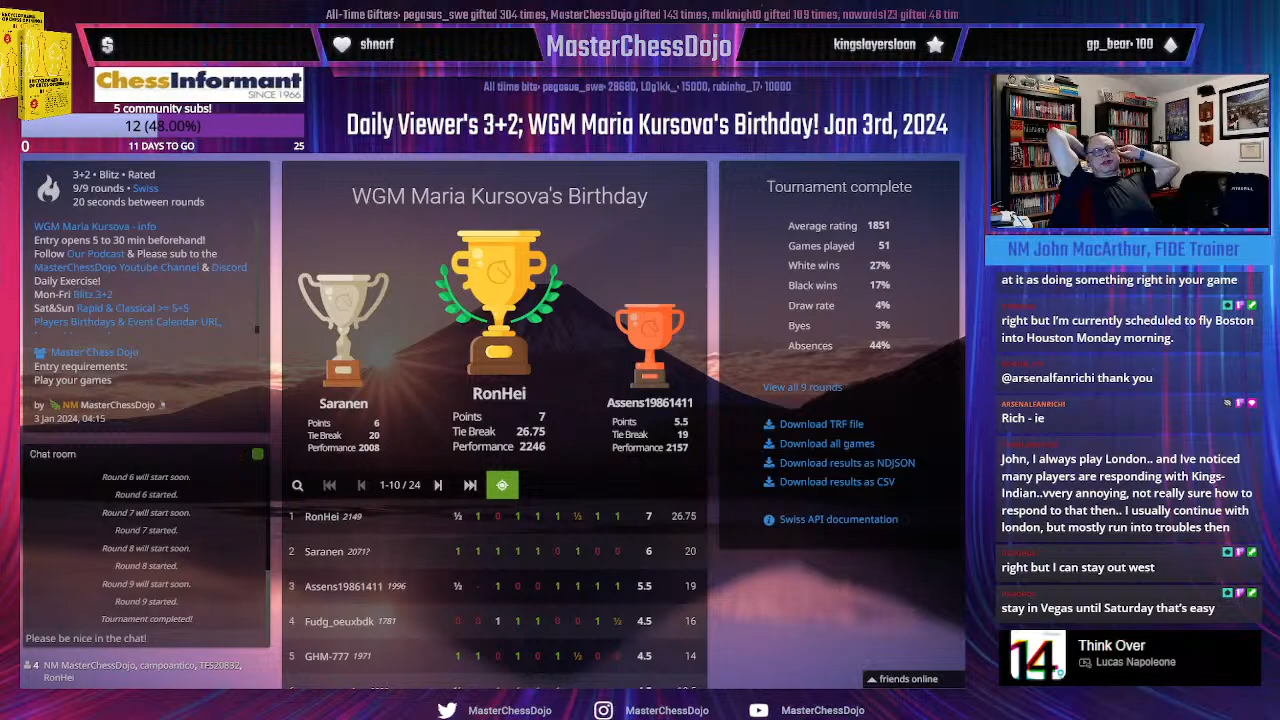 All-Time Gifters• pegasus_swe gifted 304 times, MasterChessDojo gifted 143 times, mdknight0 gifted 109 times, nawards123 gifted 48 tim
$
shnorf
MasterChessDojo
kingslayersloan
gp_bear• 100
ChessInformant
SINCE 1966
5 community subs!
12 (48.00%)
0
11 DAYS TO GO
25
All tiime bits• pegasus_swe• 28680, L0g1kk_• 15000, rubinho_17• 10000
Daily Viewer's 3+2; WGM Maria Kursova's Birthday! Jan 3rd, 2024
3+2 • Blitz • Rated
9/9 rounds • Swiss
20 seconds between rounds
WGM Maria Kursova - info
Entry opens 5 to 30 min beforehand!
Follow Our Podcast & Please sub to the
MasterChessDojo Youtube Channel & Discord
Daily Exercise!
Mon-Fri Blitz 3+2
Sat&Sun Rapid & Classical >= 5+5
Players Birthdays & Event Calendar URL,
Master Chess Dojo
Entry requirements:
Play your games
by NM MasterChessDojo
3 Jan 2024, 04:15
Chat room
Round 6 will start soon.
Round 6 started.
Round 7 will start soon.
Round 7 started.
Round 8 will start soon.
Round 8 started.
Round 9 will start soon.
Round 9 started.
Tournament completed!
Please be nice in the chat!
4 NM MasterChessDojo, campoantico, TFS20832,
RonHei
WGM Maria Kursova's Birthday
Saranen
Points 6
Tie Break 20
Performance 2008
RonHei
Points 7
Tie Break 26.75
Performance 2246
Assens19861411
Points 5.5
Tie Break 19
Performance 2157
1-10 / 24
1 RonHei 2149 ½ 1 0 1 1 1 ½ 1 1 7 26.75
2 Saranen 2071? 1 1 1 1 1 0 1 0 0 6 20
3 Assens19861411 1996 ½ - 1 0 0 1 1 1 1 5.5 19
4 Fudg_oeuxbdk 1781 0 0 1 1 1 0 0 1 ½ 4.5 16
5 GHM-777 1971 1 1 0 1 0 1 ½ 0 4.5 14
Tournament complete
Average rating 1851
Games played 51
White wins 27%
Black wins 17%
Draw rate 4%
Byes 3%
Absences 44%
View all 9 rounds
Download TRF file
Download all games
Download results as NDJSON
Download results as CSV
Swiss API documentation
friends online
NM John MacArthur, FIDE Trainer
at it as doing something right in your game
right but I'm currently scheduled to fly Boston
into Houston Monday morning.
@arsenalfanrichi thank you
ARSENALFANRICHI
Rich - ie
John, I always play London.. and Ive noticed
many players are responding with Kings-
Indian..vvery annoying, not really sure how to
respond to that then.. I usually continue with
london, but mostly run into troubles then
right but I can stay out west
stay in Vegas until Saturday that's easy
14
Think Over
Lucas Napoleone
MasterChessDojo
MasterChessDojo
MasterChessDojo